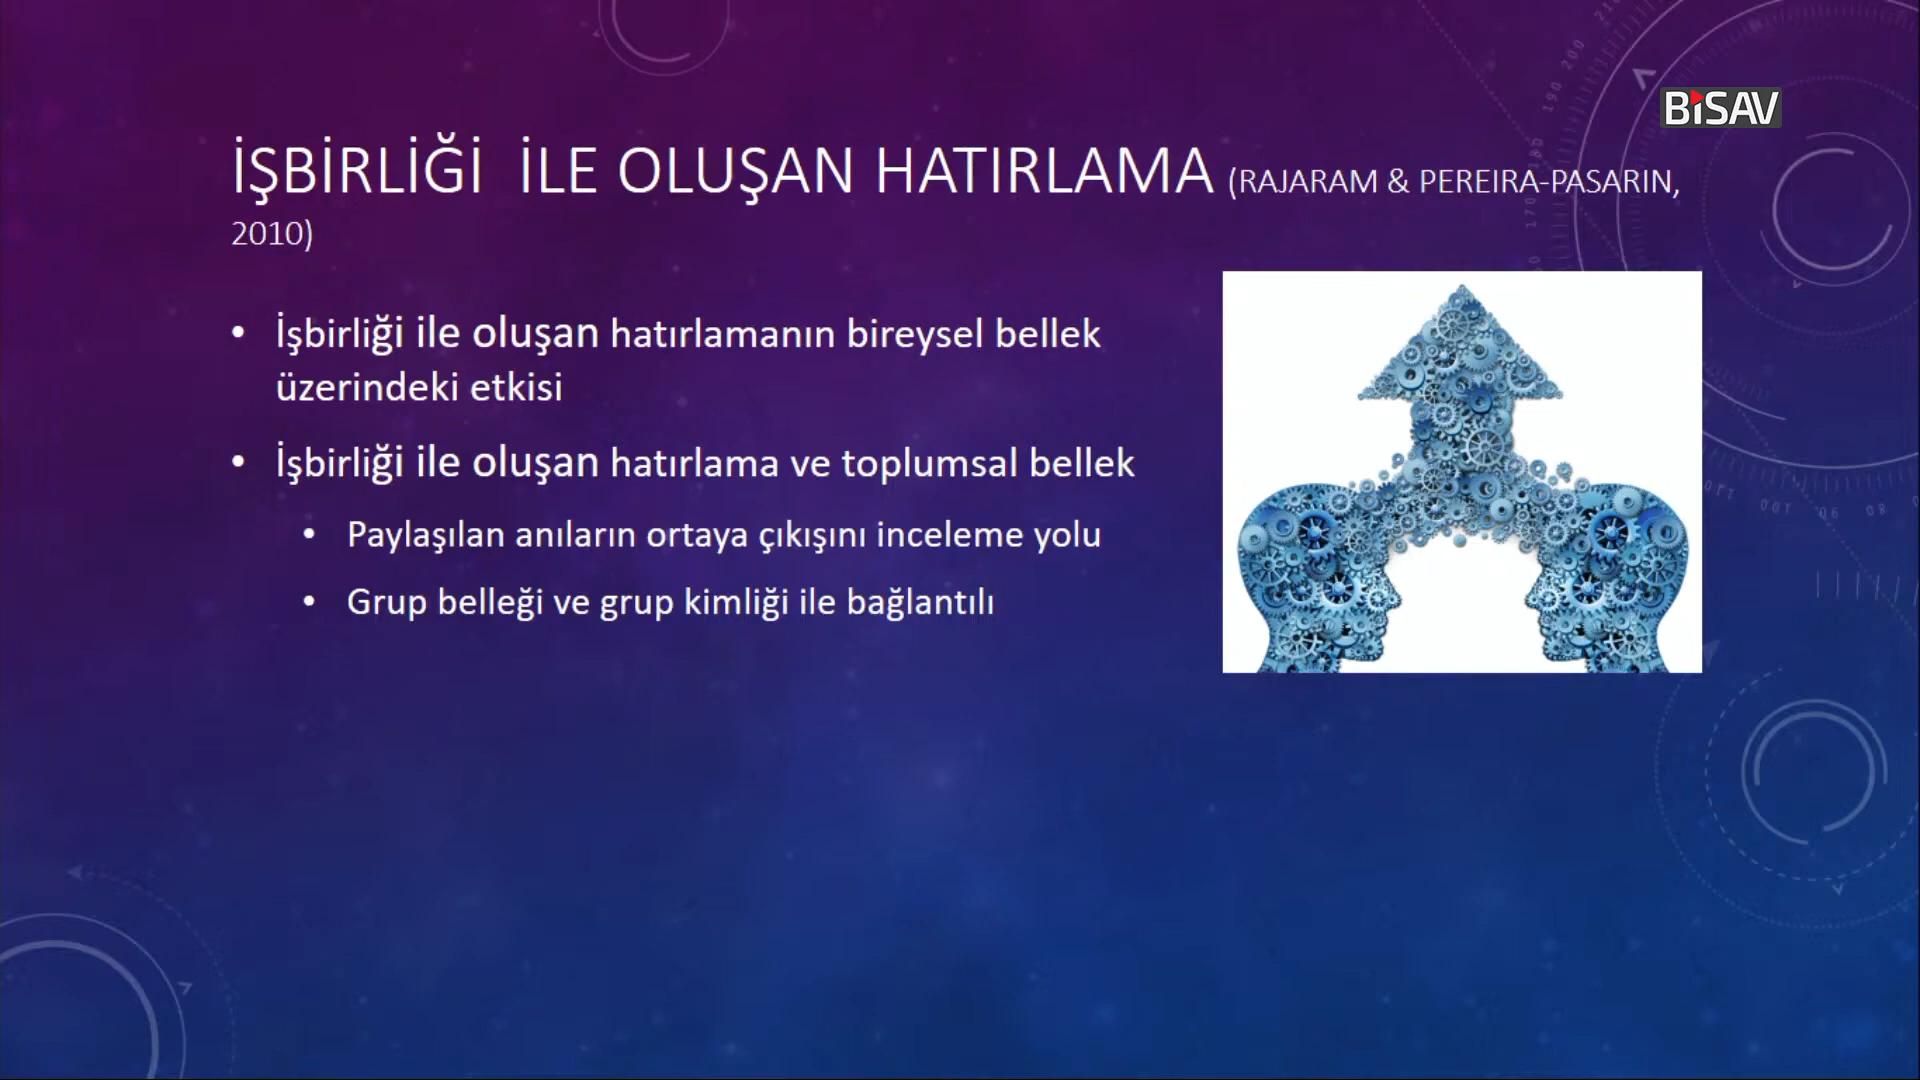 BİSAV
İŞBİRLİĞİ İLE OLUŞAN HATIRLAMA (RAJARAM & PEREIRA-PASARIN,
2010)
• İşbirliği ile oluşan hatırlamanın bireysel bellek
üzerindeki etkisi
• İşbirliği ile oluşan hatırlama ve toplumsal bellek
• Paylaşılan anıların ortaya çıkışını inceleme yolu
• Grup belleği ve grup kimliği ile bağlantılı